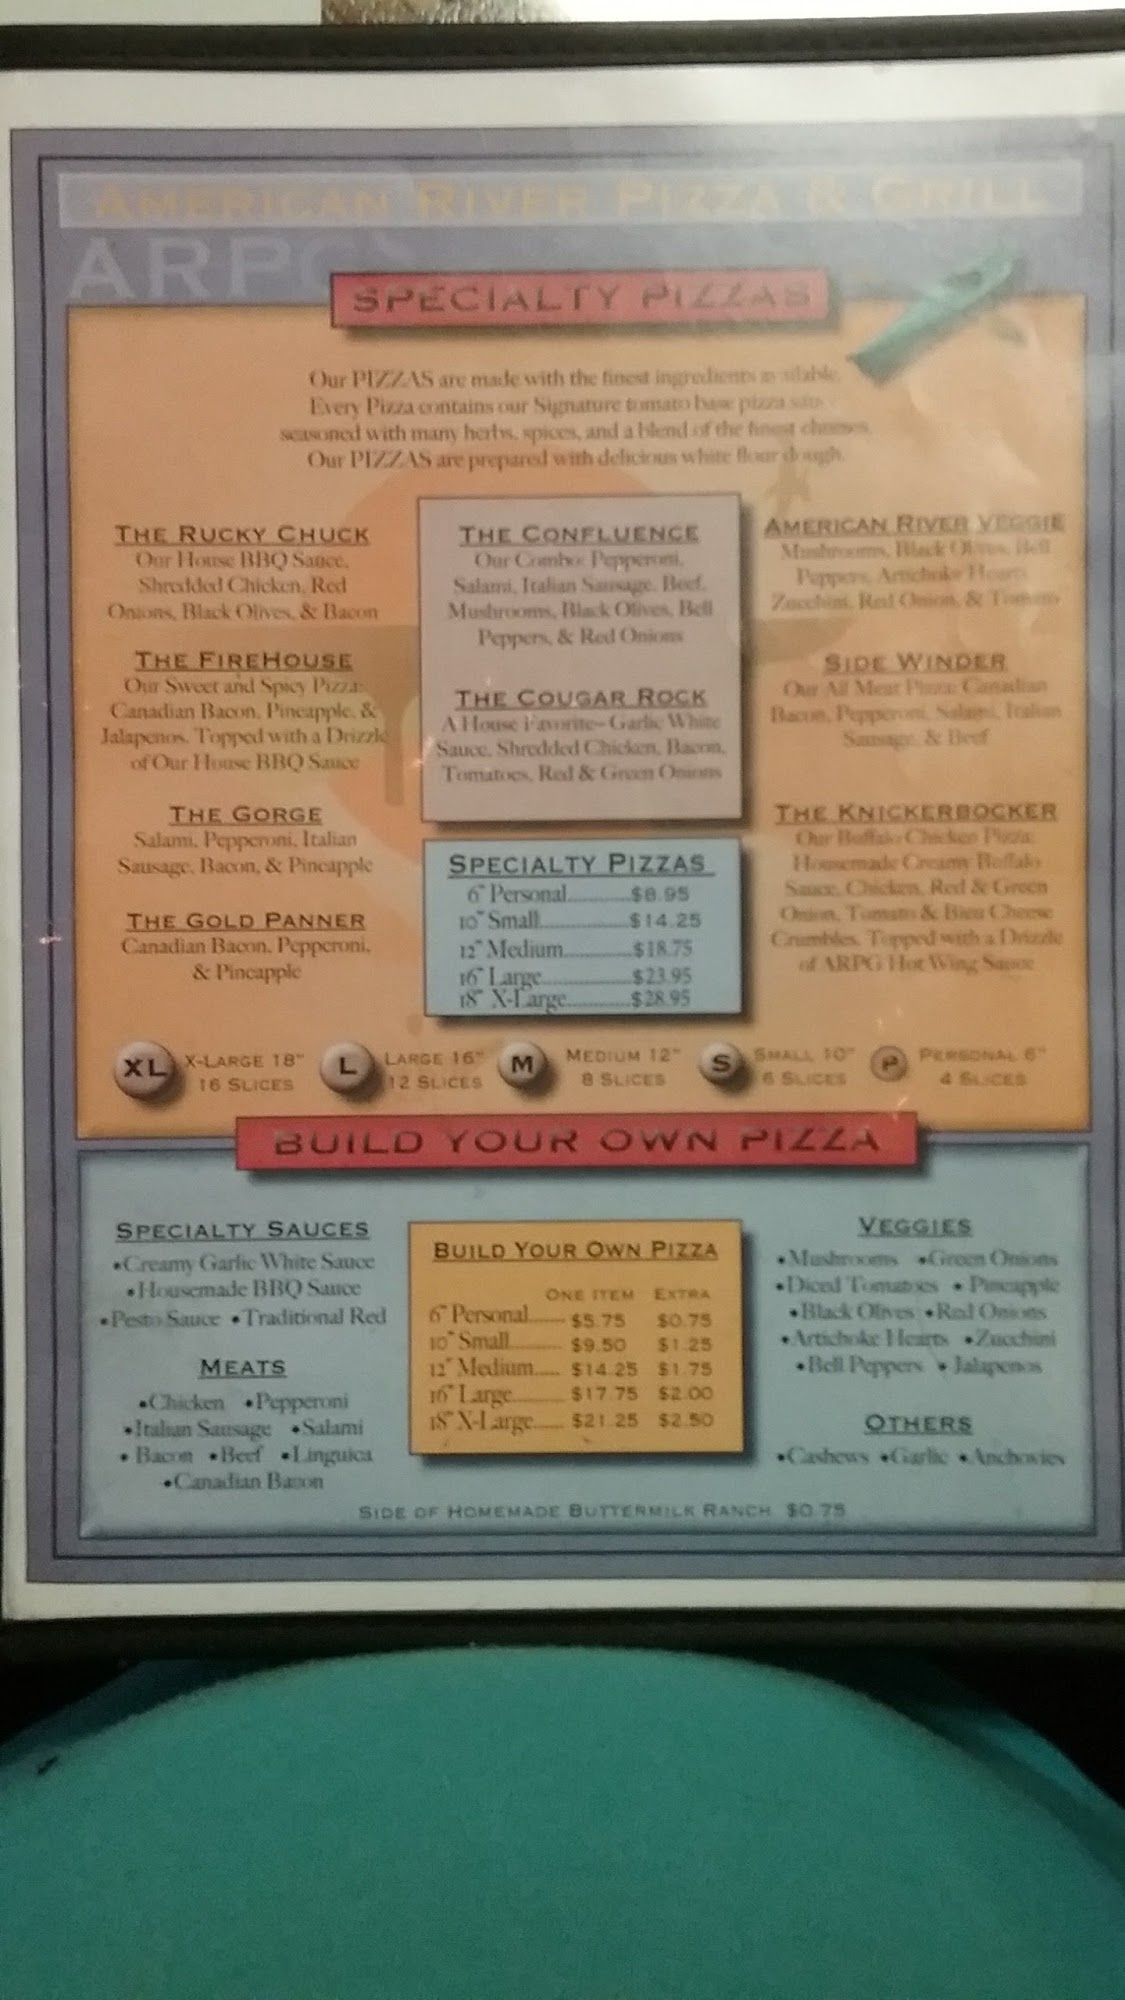 AMERICAN RIVER PIZZA & GRILL
ARPG
SPECIALTY PIZZAS
Our PIZZAS are made with the finest ingredients available.
Every Pizza contains our Signature tomato base pizza
seasoned with many herbs, spices, and a blend of the finest cheeses.
Our PIZZAS are prepared with delicious white flour dough.
THE RUCKY CHUCK
Our House BBQ Sauce,
Shredded Chicken, Red
Onions, Black Olives, & Bacon
THE FIREHOUSE
Our Sweet and Spicy Pizza:
Canadian Bacon, Pineapple, &
Jalapenos. Topped with a Drizzle
of Our House BBQ Sauce
THE GORGE
Salami, Pepperoni, Italian
Sausage, Bacon, & Pineapple
THE GOLD PANNER
Canadian Bacon, Pepperoni,
& Pineapple
THE CONFLUENCE
Our Combo: Pepperoni,
Salami, Italian Sausage, Beef,
Mushrooms, Black Olives, Bell
Peppers, & Red Onions
THE COUGAR ROCK
A House Favorite~ Garlic White
Sauce, Shredded Chicken, Bacon,
Tomatoes, Red & Green Onions
SPECIALTY PIZZAS
6" Personal............$8.95
10" Small................$14.25
12" Medium............$18.75
16" Large................$23.95
18" X-Large...........$28.95
AMERICAN RIVER VEGGIE
Mushrooms, Black Olives, Bell
Peppers, Artichoke Hearts
Zucchini, Red Onion, & Tomato
SIDE WINDER
Our All Meat Pizza: Canadian
Bacon, Pepperoni, Salami, Italian
Sausage, & Beef
THE KNICKERBOCKER
Our Buffalo Chicken Pizza:
Homemade Creamy Buffalo
Sauce, Chicken, Red & Green
Onion, Tomato & Bleu Cheese
Crumbles. Topped with a Drizzle
of ARPG Hot Wing Sauce
XL X-LARGE 18" L LARGE 16" M MEDIUM 12" S SMALL 10" P PERSONAL 6"
16 SLICES 12 SLICES 8 SLICES 6 SLICES 4 SLICES
BUILD YOUR OWN PIZZA
SPECIALTY SAUCES
•Creamy Garlic White Sauce
•Housemade BBQ Sauce
•Pesto Sauce •Traditional Red
MEATS
•Chicken •Pepperoni
•Italian Sausage •Salami
• Bacon •Beef •Linguica
•Canadian Bacon
BUILD YOUR OWN PIZZA
ONE ITEM EXTRA
6" Personal....... $5.75 $0.75
10" Small.......... $9.50 $1.25
12" Medium..... $14.25 $1.75
16" Large.......... $17.75 $2.00
18" X-Large...... $21.25 $2.50
VEGGIES
•Mushrooms •Green Onions
•Diced Tomatoes • Pineapple
•Black Olives •Red Onions
•Artichoke Hearts •Zucchini
•Bell Peppers • Jalapenos
OTHERS
•Cashews •Garlic •Anchovies
SIDE OF HOMEMADE BUTTERMILK RANCH $0.75